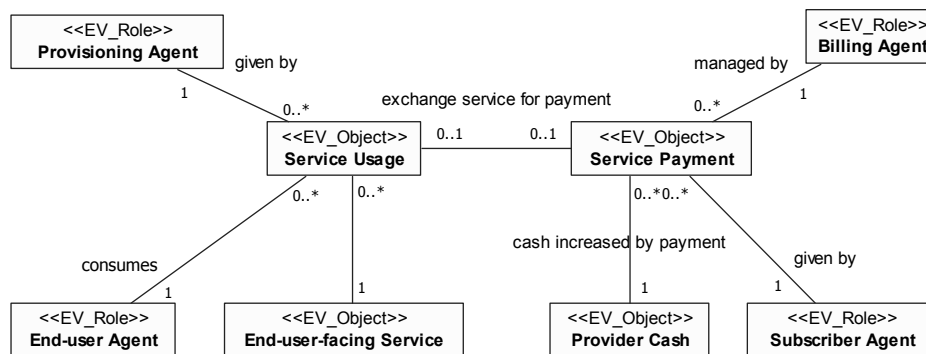 <<EV_Role>>
Provisioning Agent
<<EV_Role>>
Billing Agent
given by
managed by
1
1
0..*
exchange service for payment
0..*
<<EV_Object>>
Service Usage
0..1
0..1
<<EV_Object>>
Service Payment
0..*
0..*
0..*0..*
cash increased by payment
consumes
given by
1
1
1
1
<<EV_Role>>
End-user Agent
<<EV_Object>>
End-user-facing Service
<<EV_Object>>
Provider Cash
<<EV_Role>>
Subscriber Agent